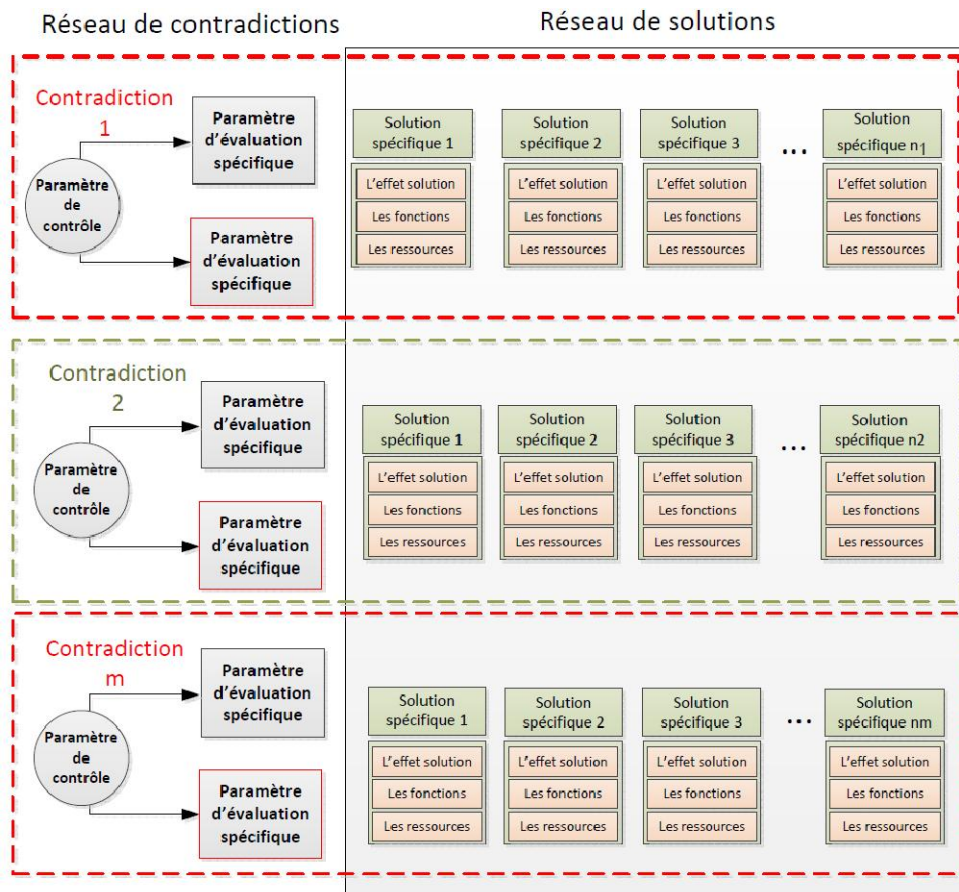 Réseau de contradictions
Réseau de solutions
Contradiction
1
Paramètre
de
contrôle
Paramètre
d'évaluation
spécifique
Paramètre
d'évaluation
spécifique
Solution
spécifique 1
L'effet solution
Les fonctions
Les ressources
Solution
spécifique 2
L'effet solution
Les fonctions
Les ressources
Solution
spécifique 3
L'effet solution
Les fonctions
Les ressources
...
Solution
spécifique n1
L'effet solution
Les fonctions
Les ressources
Contradiction
2
Paramètre
de
contrôle
Paramètre
d'évaluation
spécifique
Paramètre
d'évaluation
spécifique
Solution
spécifique 1
L'effet solution
Les fonctions
Les ressources
Solution
spécifique 2
L'effet solution
Les fonctions
Les ressources
Solution
spécifique 3
L'effet solution
Les fonctions
Les ressources
...
Solution
spécifique n2
L'effet solution
Les fonctions
Les ressources
Contradiction
m
Paramètre
de
contrôle
Paramètre
d'évaluation
spécifique
Paramètre
d'évaluation
spécifique
Solution
spécifique 1
L'effet solution
Les fonctions
Les ressources
Solution
spécifique 2
L'effet solution
Les fonctions
Les ressources
Solution
spécifique 3
L'effet solution
Les fonctions
Les ressources
...
Solution
spécifique nm
L'effet solution
Les fonctions
Les ressources